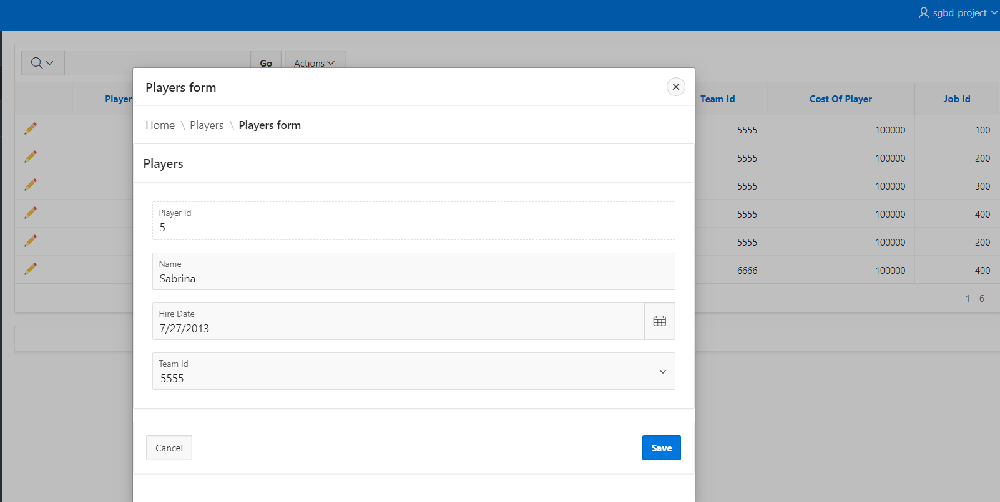 sgbd_project
Go Actions
Players form
Player Team Id Cost Of Player Job Id
Home \ Players \ Players form
5555 100000 100
5555 100000 200
Players
5555 100000 300
Player Id
5
5555 100000 400
5555 100000 200
Name
Sabrina
6666 100000 400
1 - 6
Hire Date
7/27/2013
Team Id
5555
Cancel Save